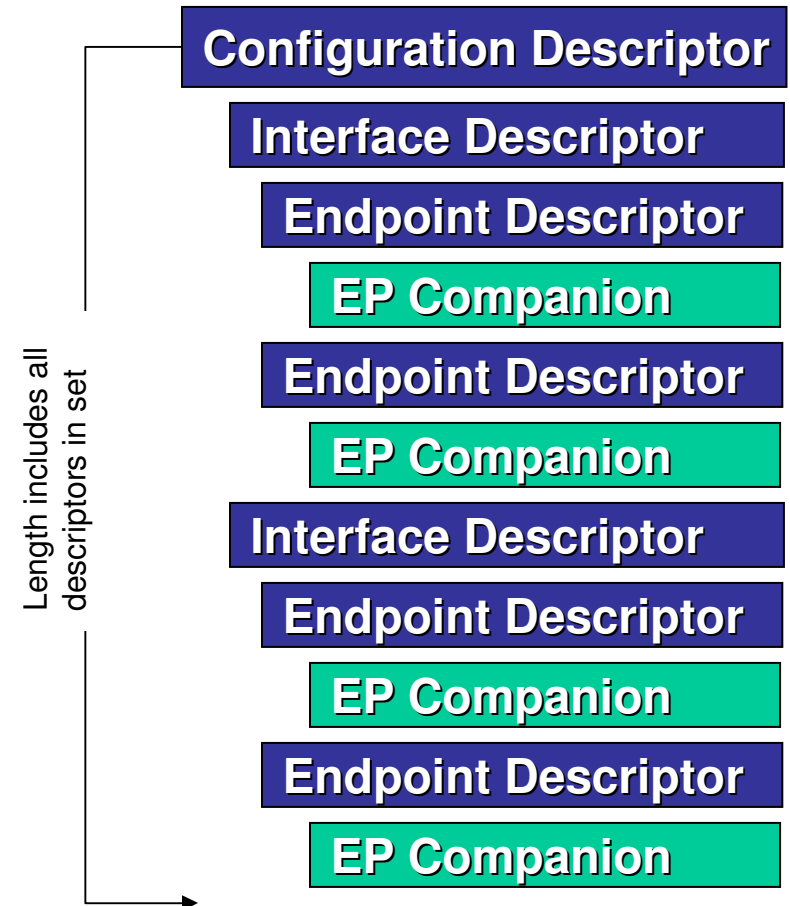 Configuration Descriptor
Interface Descriptor
Endpoint Descriptor
EP Companion
Endpoint Descriptor
EP Companion
Interface Descriptor
Endpoint Descriptor
EP Companion
Endpoint Descriptor
EP Companion
Length includes all
descriptors in set